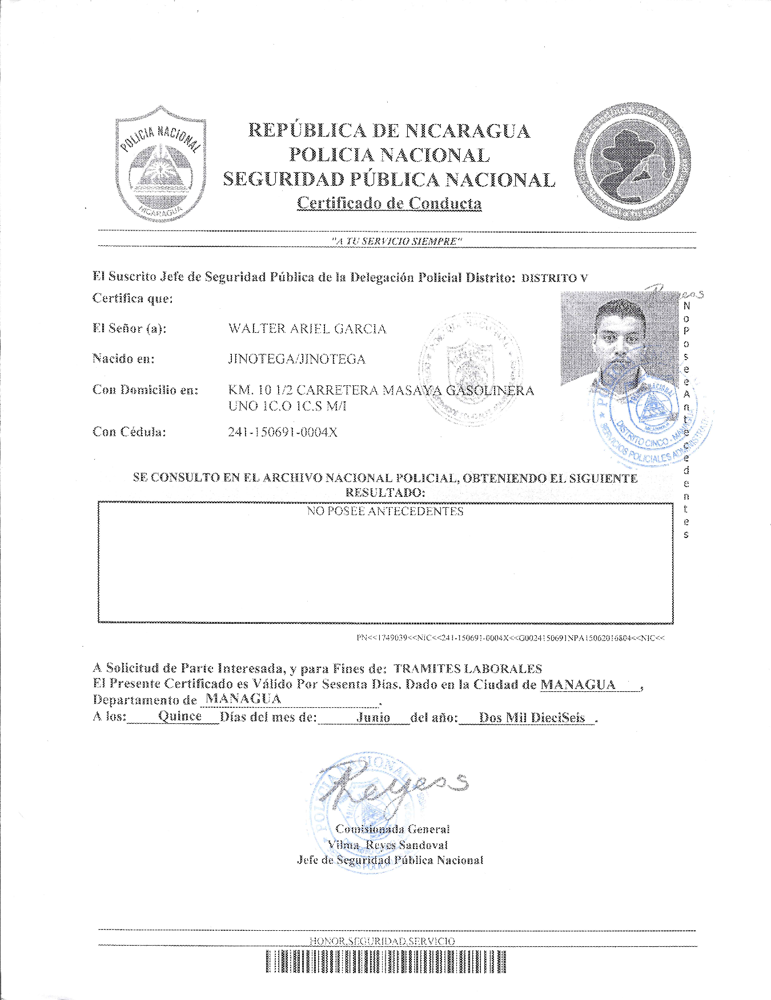 POLICIA NACIONAL
NICARAGUA
REPÚBLICA DE NICARAGUA
POLICIA NACIONAL
SEGURIDAD PÚBLICA NACIONAL
Certificado de Conducta
"A TU SERVICIO SIEMPRE"
El Suscrito Jefe de Seguridad Pública de la Delegación Policial Distrito: DISTRITO V
Certifica que:
El Señor (a): WALTER ARIEL GARCIA
Nacido en: JINOTEGA/JINOTEGA
Con Domicilio en: KM. 10 1/2 CARRETERA MASAYA GASOLINERA
UNO 1C.O 1C.S M/I
Con Cédula: 241-150691-0004X
Reyes
No Posee Antecedentes
DISTRITO CINCO - MANAGUA
SERVICIOS POLICIALES
SE CONSULTO EN EL ARCHIVO NACIONAL POLICIAL, OBTENIENDO EL SIGUIENTE
RESULTADO:
NO POSEE ANTECEDENTES
PN<<1749039<<NIC<<241-150691-0004X<<G0024150691NPA15062016804<<NIC<<
A Solicitud de Parte Interesada, y para Fines de: TRAMITES LABORALES
El Presente Certificado es Válido Por Sesenta Días. Dado en la Ciudad de MANAGUA ,
Departamento de MANAGUA .
A los: Quince Días del mes de: Junio del año: Dos Mil DieciSeis .
POLICIA NACIONAL
Reyess
Comisionada General
Vilma Reyes Sandoval
Jefe de Seguridad Pública Nacional
HONOR,SEGURIDAD,SERVICIO